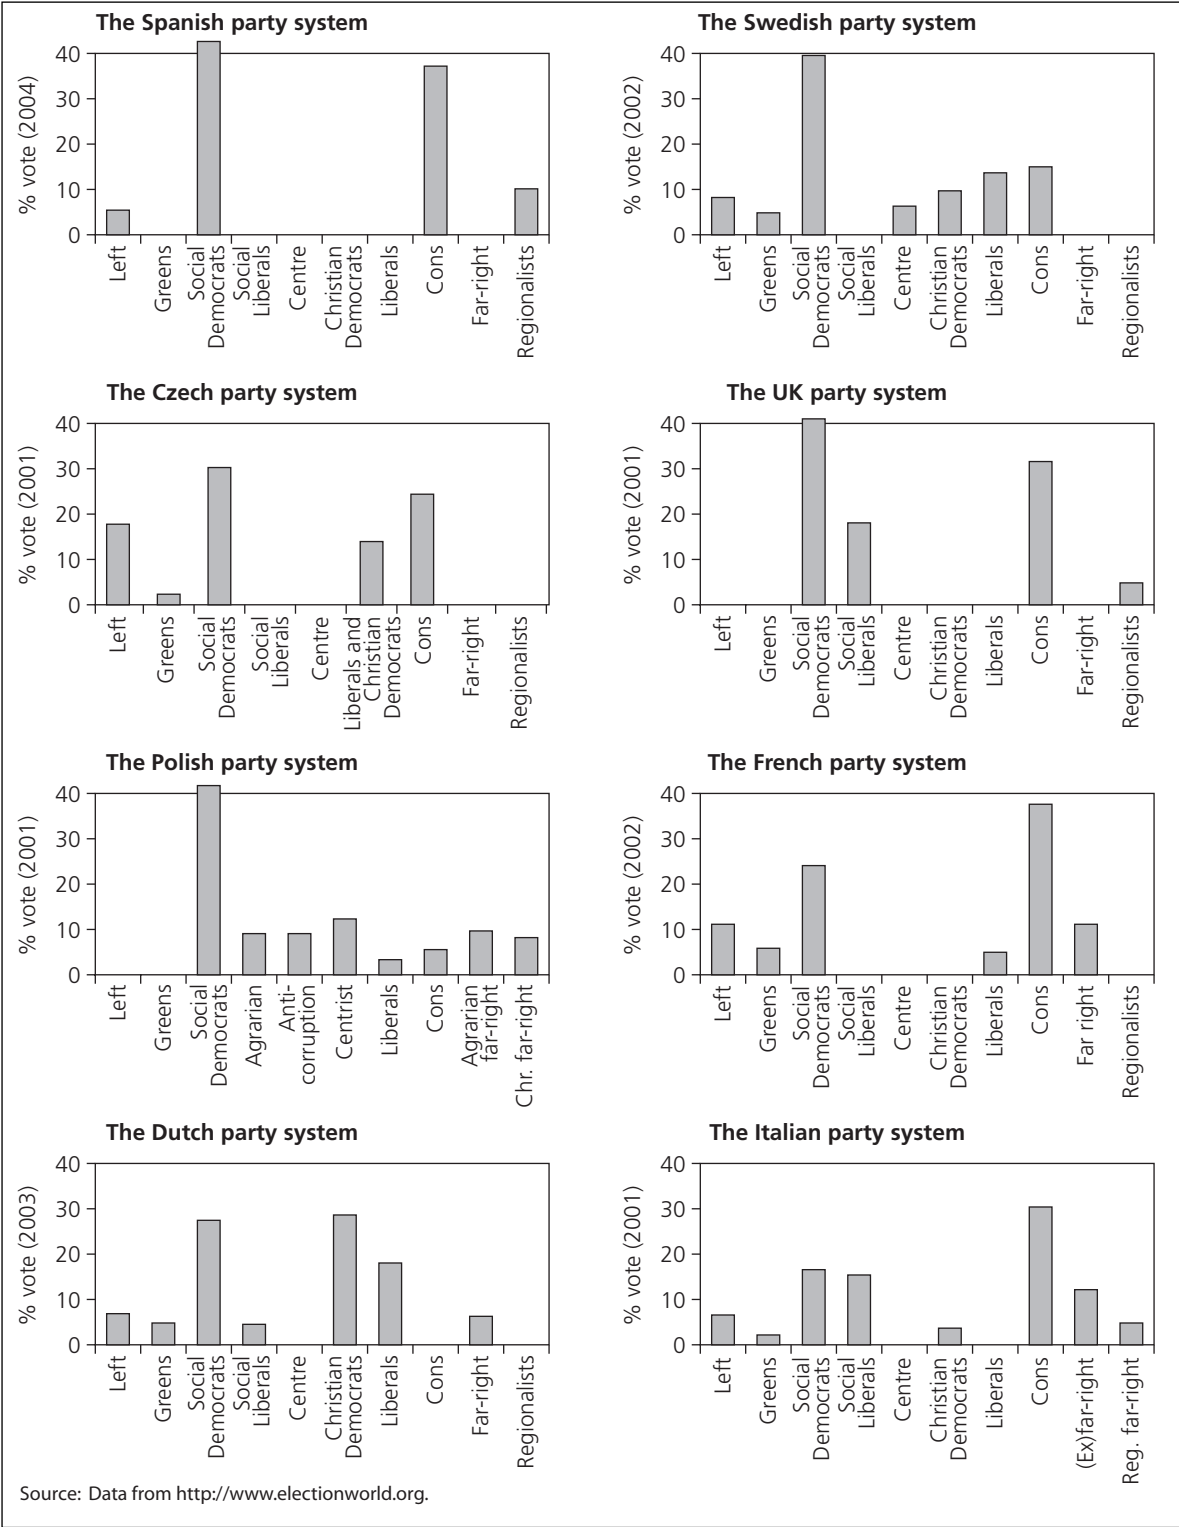 The Spanish party system
% vote (2004)
40
30
20
10
0
Left
Greens
Social
Democrats
Social
Liberals
Centre
Christian
Democrats
Liberals
Cons
Far-right
Regionalists
The Swedish party system
% vote (2002)
40
30
20
10
0
Left
Greens
Social
Democrats
Social
Liberals
Centre
Christian
Democrats
Liberals
Cons
Far-right
Regionalists
The Czech party system
% vote (2001)
40
30
20
10
0
Left
Greens
Social
Democrats
Social
Liberals
Centre
Liberals and
Christian
Democrats
Cons
Far-right
Regionalists
The UK party system
% vote (2001)
40
30
20
10
0
Left
Greens
Social
Democrats
Social
Liberals
Centre
Christian
Democrats
Liberals
Cons
Far-right
Regionalists
The Polish party system
% vote (2001)
40
30
20
10
0
Left
Greens
Social
Democrats
Agrarian
Anti-
corruption
Centrist
Liberals
Cons
Agrarian
far-right
Chr. far-right
The French party system
% vote (2002)
40
30
20
10
0
Left
Greens
Social
Democrats
Social
Liberals
Centre
Christian
Democrats
Liberals
Cons
Far right
Regionalists
The Dutch party system
% vote (2003)
40
30
20
10
0
Left
Greens
Social
Democrats
Social
Liberals
Centre
Christian
Democrats
Liberals
Cons
Far-right
Regionalists
The Italian party system
% vote (2001)
40
30
20
10
0
Left
Greens
Social
Democrats
Social
Liberals
Centre
Christian
Democrats
Liberals
Cons
(Ex)far-right
Reg. far-right
Source: Data from http://www.electionworld.org.